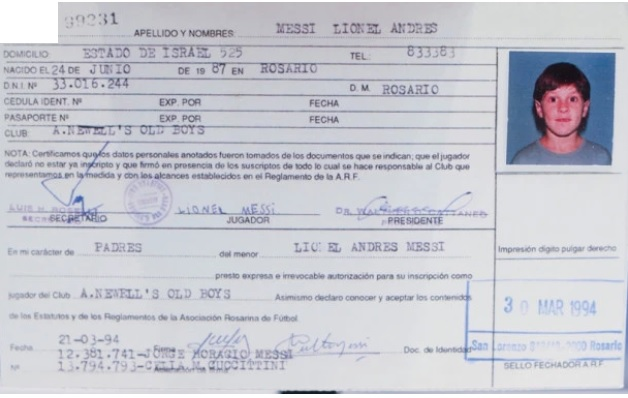 39231
APELLIDO Y NOMBRES: MESSI LIONEL ANDRES
DOMICILIO ESTADO DE ISRAEL 525 TEL.: 833383
NACIDO EL 24 DE JUNIO DE 19 87 EN ROSARIO
D.N.I. Nº 33.016.244 D. M. ROSARIO
CEDULA IDENT. Nº EXP. POR FECHA
PASAPORTE Nº EXP. POR FECHA
CLUB: A.NEWELL'S OLD BOYS
NOTA: Certificamos que los datos personales anotados fueron tomados de los documentos que se indican; que el jugador
declaró no estar ya inscripto y que firmó en presencia de los suscriptos de todo lo cual se hace responsable al Club que
representamos en la medida y con los alcances establecidos en el Reglamento de la A.R.F.
LIONEL MESSI
SECRETARIO JUGADOR PRESIDENTE
En mi carácter de PADRES del menor LIONEL ANDRES MESSI
Impresión dígito pulgar derecho
presto expresa e irrevocable autorización para su inscripción como
jugador del Club A.NEWELL'S OLD BOYS Asimismo declaro conocer y aceptar los contenidos
de los Estatutos y de los Reglamentos de la Asociación Rosarina de Fútbol.
30 MAR 1994
Fecha 21-03-94 Firma Doc. de Identidad
12.381.741-JORGE HORASIO MESSI
San Lorenzo Rosario
13.794.793-CELIA M. CUCCITTINI
SELLO FECHADOR A.R.F.